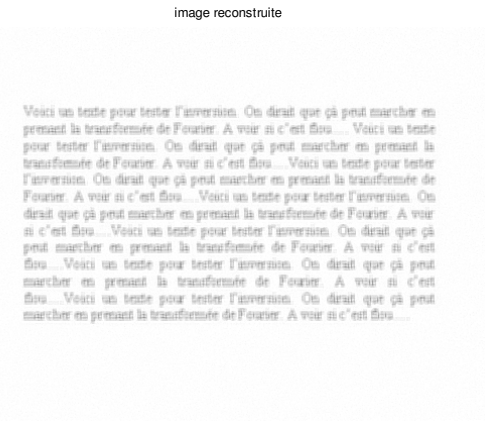 image reconstruite
Voici un texte pour tester l'inversion. On dirait que çà peut marcher en
prenant la transformée de Fourier. A voir si c'est flou.... Voici un texte
pour tester l'inversion. On dirait que çà peut marcher en prenant la
transformée de Fourier. A voir si c'est flou....Voici un texte pour tester
l'inversion. On dirait que çà peut marcher en prenant la transformée de
Fourier. A voir si c'est flou....Voici un texte pour tester l'inversion. On
dirait que çà peut marcher en prenant la transformée de Fourier. A voir
si c'est flou....Voici un texte pour tester l'inversion. On dirait que çà
peut marcher en prenant la transformée de Fourier. A voir si c'est
flou....Voici un texte pour tester l'inversion. On dirait que çà peut
marcher en prenant la transformée de Fourier. A voir si c'est
flou....Voici un texte pour tester l'inversion. On dirait que çà peut
marcher en prenant la transformée de Fourier. A voir si c'est flou....